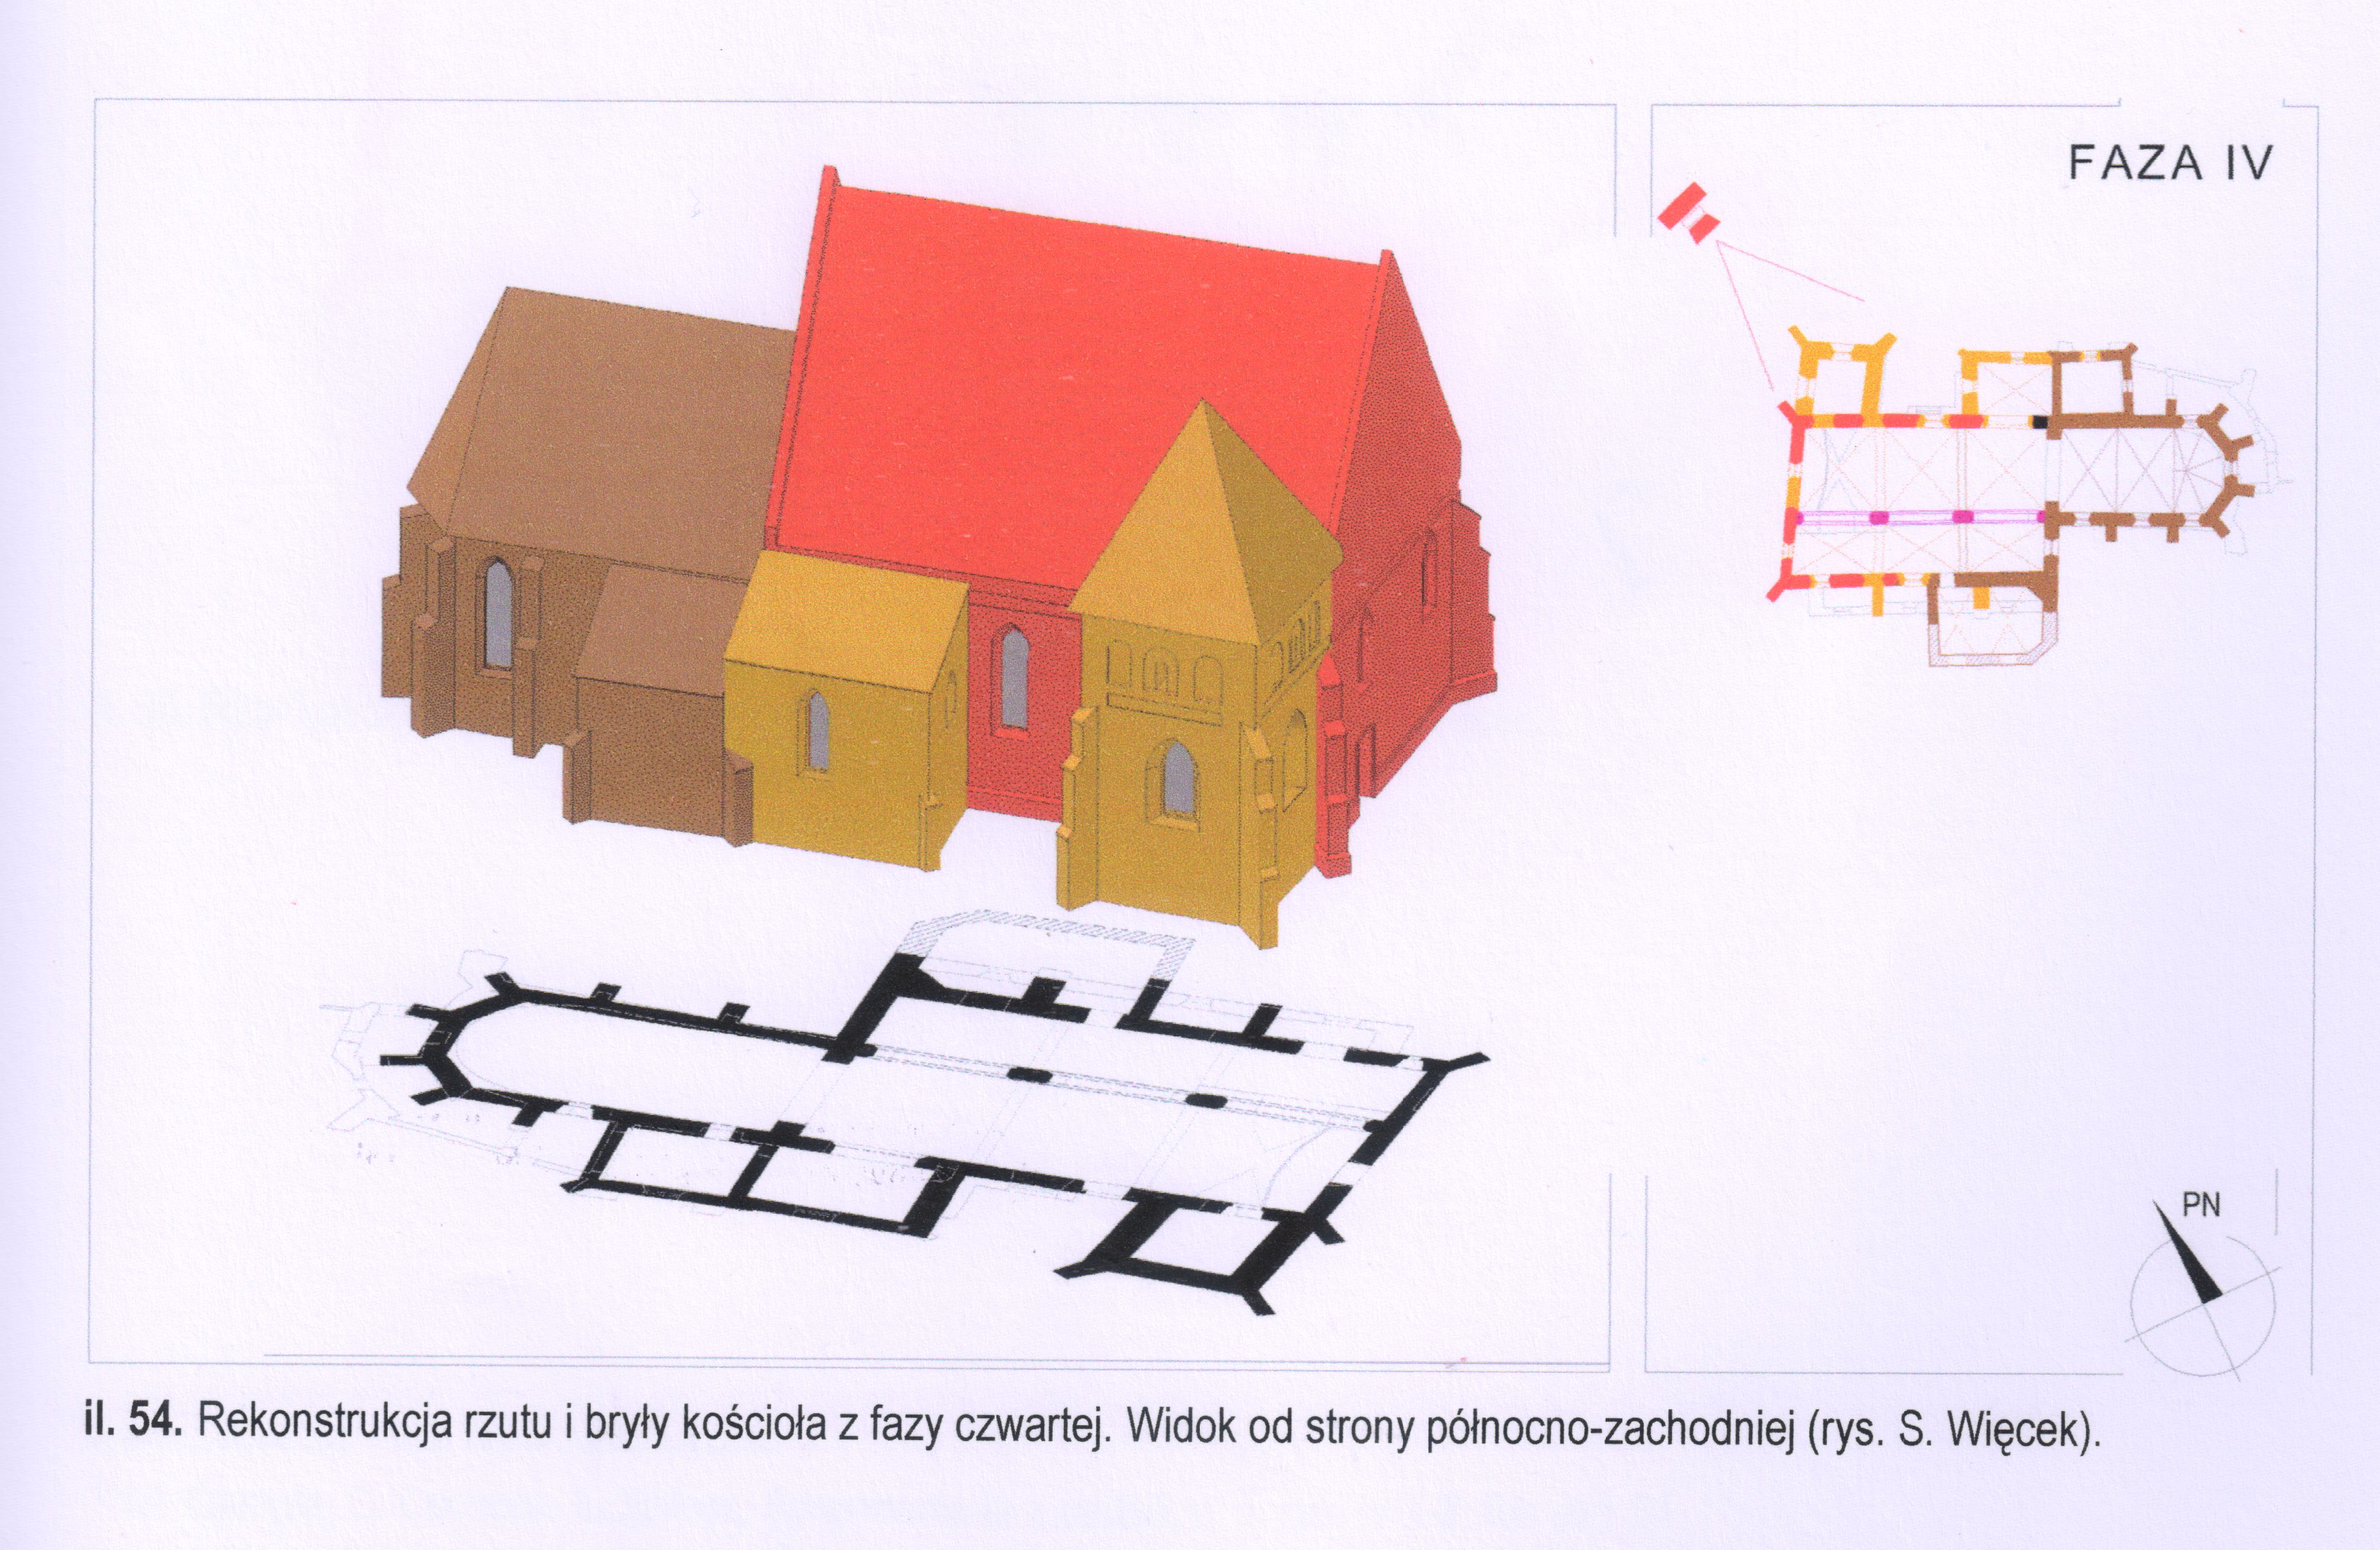 FAZA IV
PN
il. 54. Rekonstrukcja rzutu i bryły kościoła z fazy czwartej. Widok od strony północno-zachodniej (rys. S. Więcek).